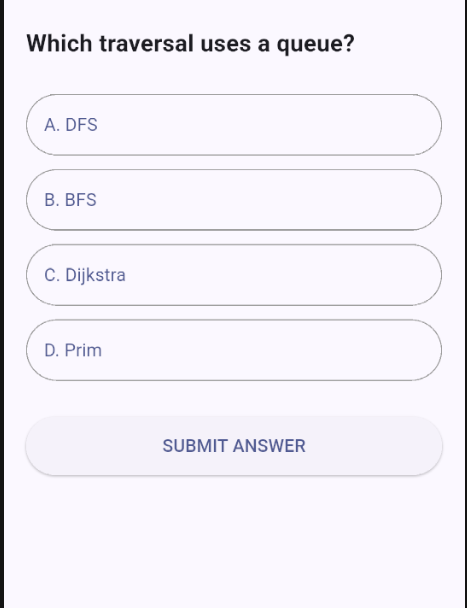 Which traversal uses a queue?
A. DFS
B. BFS
C. Dijkstra
D. Prim
SUBMIT ANSWER